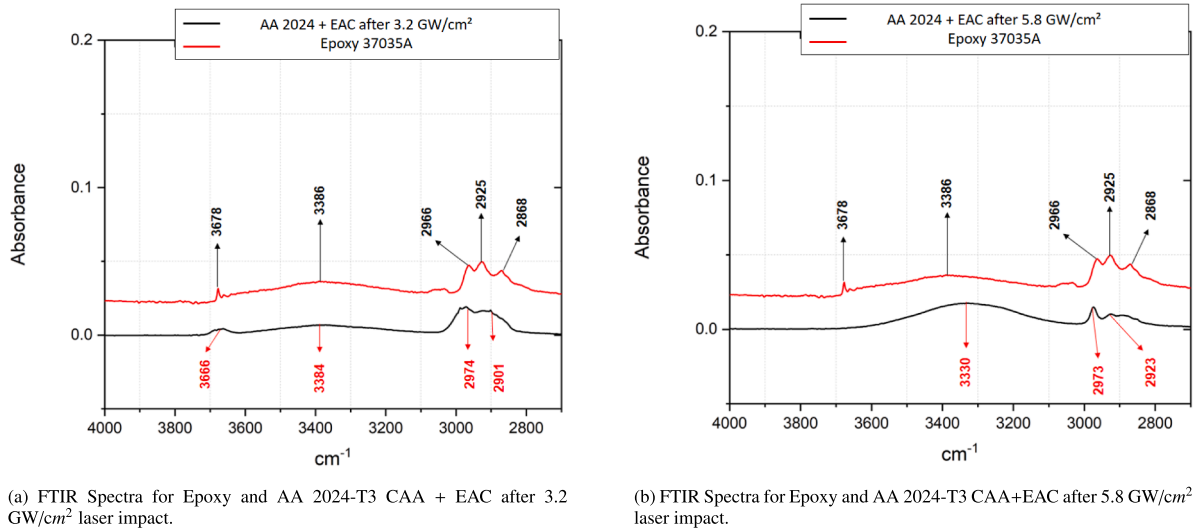 AA 2024 + EAC after 3.2 GW/cm²
Epoxy 37035A
0.2
0.1
0.0
Absorbance
3678
3386
2966
2925
2868
3666
3384
2974
2901
4000 3800 3600 3400 3200 3000 2800
cm⁻¹
(a) FTIR Spectra for Epoxy and AA 2024-T3 CAA + EAC after 3.2
GW/cm² laser impact.
AA 2024 + EAC after 5.8 GW/cm²
Epoxy 37035A
0.2
0.1
0.0
Absorbance
3678
3386
2966
2925
2868
3330
2973
2923
4000 3800 3600 3400 3200 3000 2800
cm⁻¹
(b) FTIR Spectra for Epoxy and AA 2024-T3 CAA+EAC after 5.8 GW/cm²
laser impact.